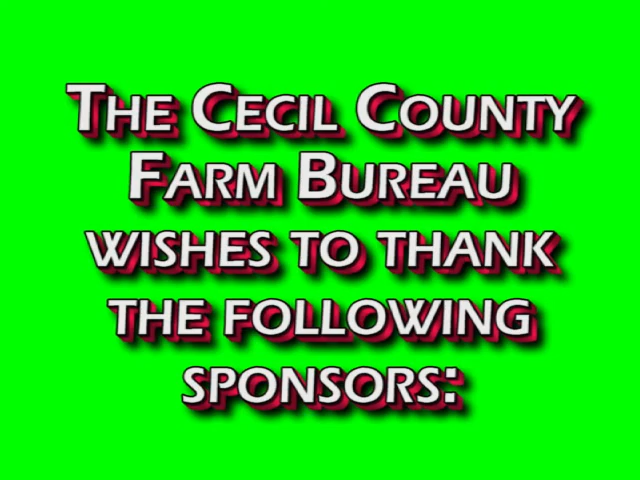 The Cecil County
Farm Bureau
wishes to thank
the following
sponsors: